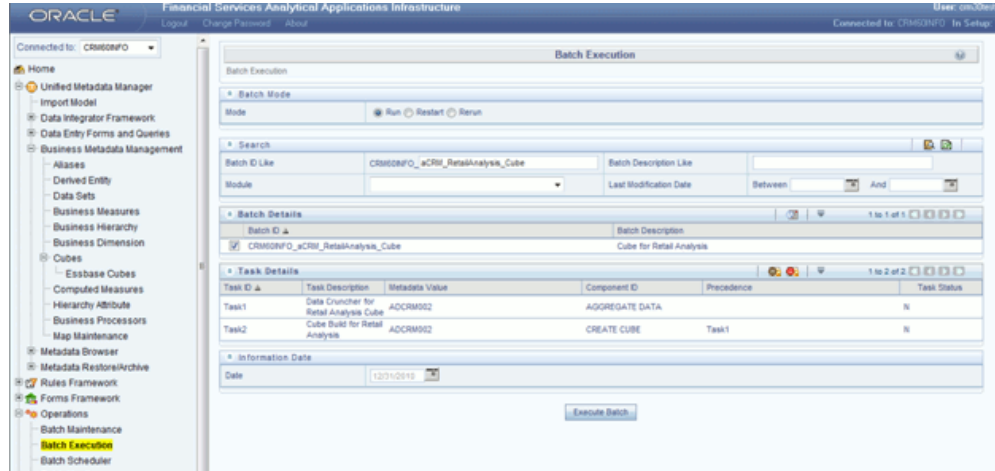 ORACLE
Financial Services Analytical Applications Infrastructure
Logout Change Password About
Connected to: CRM60INFO In Setup:
Connected to: CRM60INFO
Home
Unified Metadata Manager
Import Model
Data Integrator Framework
Data Entry Forms and Queries
Business Metadata Management
Aliases
Derived Entity
Data Sets
Business Measures
Business Hierarchy
Business Dimension
Cubes
Essbase Cubes
Computed Measures
Hierarchy Attribute
Business Processors
Map Maintenance
Metadata Browser
Metadata Restore/Archive
Rules Framework
Forms Framework
Operations
Batch Maintenance
Batch Execution
Batch Scheduler
Batch Execution
Batch Execution
Batch Mode
Mode Run Restart Rerun
Search
Batch ID Like CRM60INFO_ aCRM_RetailAnalysis_Cube Batch Description Like
Module Last Modification Date Between And
Batch Details 1 to 1 of 1
Batch ID Batch Description
CRM60INFO_aCRM_RetailAnalysis_Cube Cube for Retail Analysis
Task Details 1 to 2 of 2
Task ID Task Description Metadata Value Component ID Precedence Task Status
Task1 Data Cruncher for Retail Analysis Cube ADCRM002 AGGREGATE DATA N
Task2 Cube Build for Retail Analysis ADCRM002 CREATE CUBE Task1 N
Information Date
Date 12/31/2010
Execute Batch